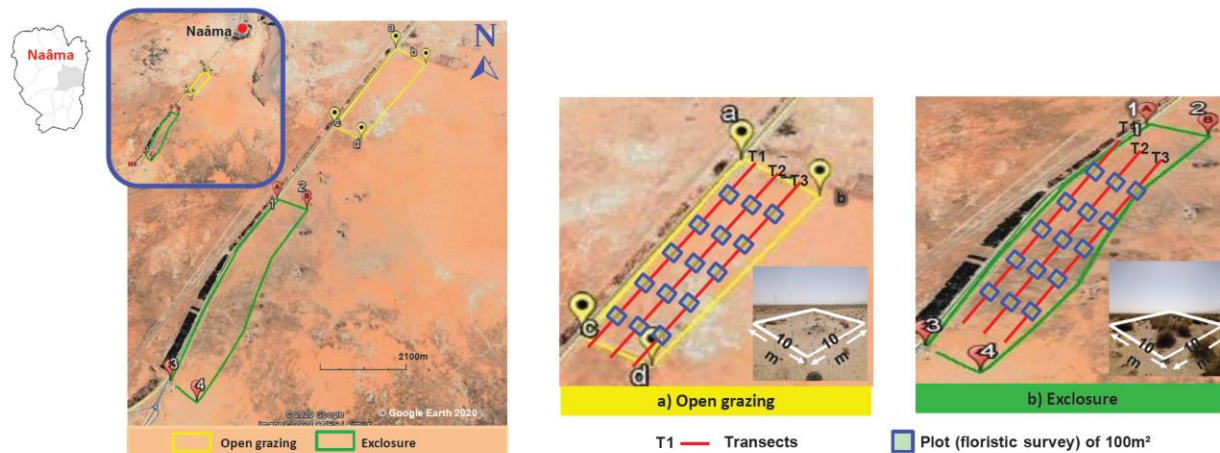 Naâma
Naâma
N
a
b
c
d
A
1
2
B
3
4
2100m
© 2020 Google
© Google Earth 2020
Open grazing
Exclosure
a
T1
T2
T3
b
c
d
10 m
10 m
a) Open grazing
1
A
2
B
T1
1
T2
T3
3
4
10 m
10 m
b) Exclosure
T1 Transects
Plot (floristic survey) of 100m²